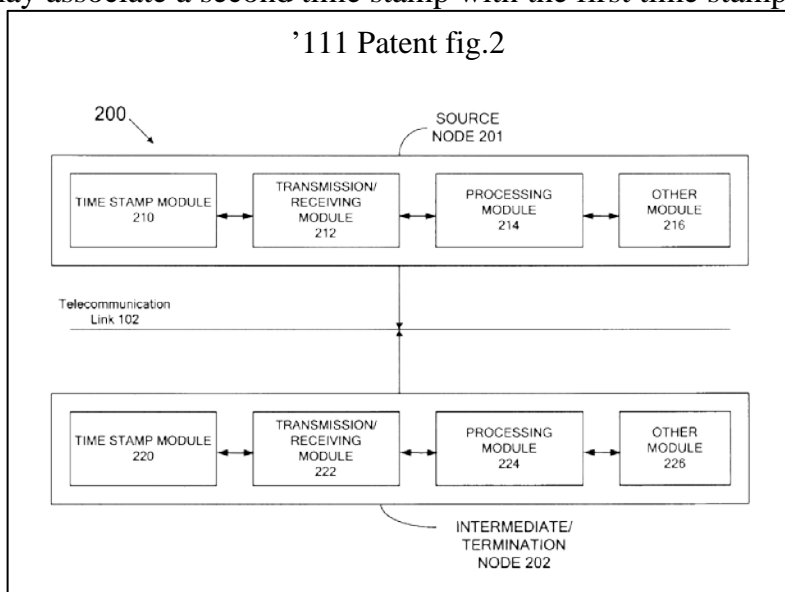 ay associate a second time stamp with the first time stamp
’111 Patent fig.2
200
SOURCE
NODE 201
TIME STAMP MODULE
210
TRANSMISSION/
RECEIVING
MODULE
212
PROCESSING
MODULE
214
OTHER
MODULE
216
Telecommunication
Link 102
TIME STAMP MODULE
220
TRANSMISSION/
RECEIVING
MODULE
222
PROCESSING
MODULE
224
OTHER
MODULE
226
INTERMEDIATE/
TERMINATION
NODE 202